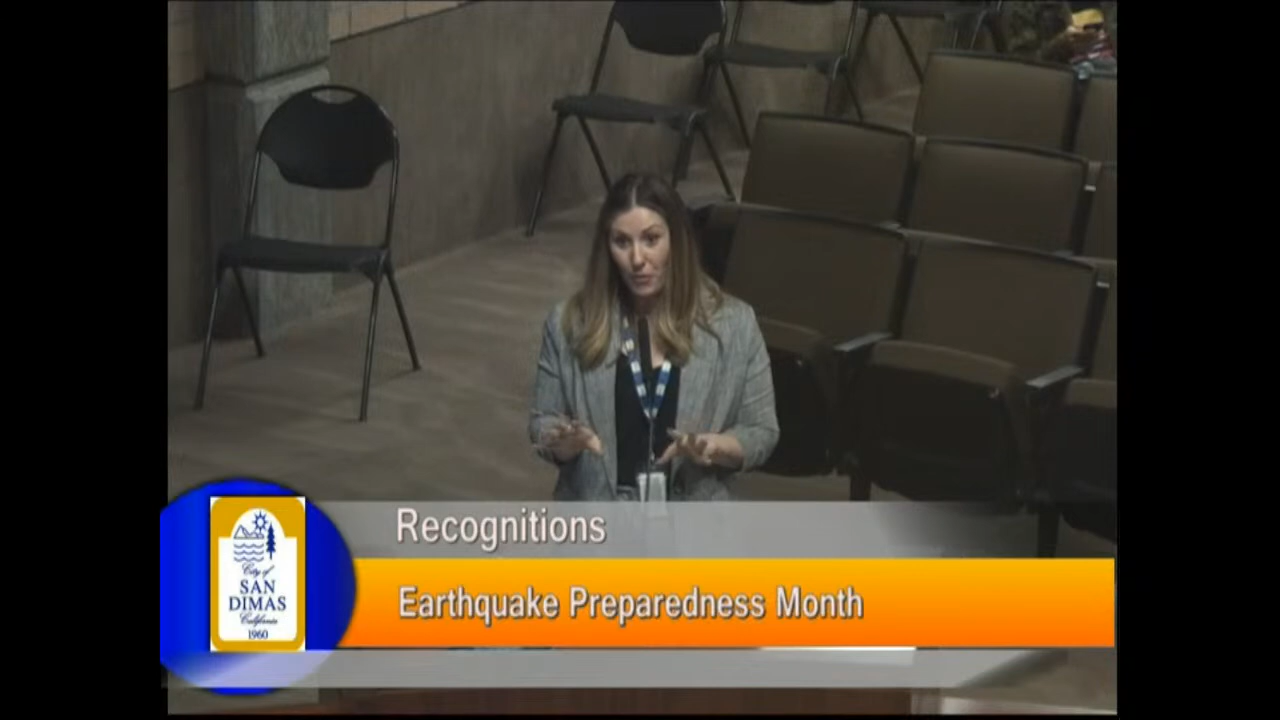 Recognitions
Earthquake Preparedness Month
City of
SAN
DIMAS
California
1960